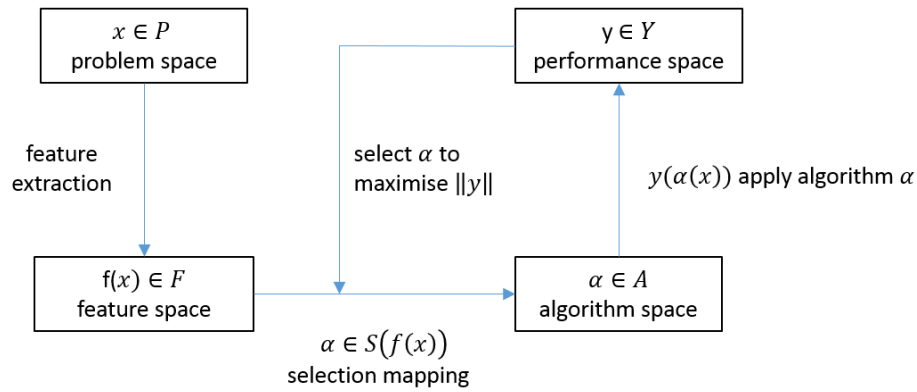 𝑥 ∈ 𝑃
problem space
y ∈ 𝑌
performance space
feature
extraction
select 𝛼 to
maximise ‖𝑦‖
𝑦(𝛼(𝑥)) apply algorithm 𝛼
f(𝑥) ∈ 𝐹
feature space
𝛼 ∈ 𝐴
algorithm space
𝛼 ∈ 𝑆(𝑓(𝑥))
selection mapping